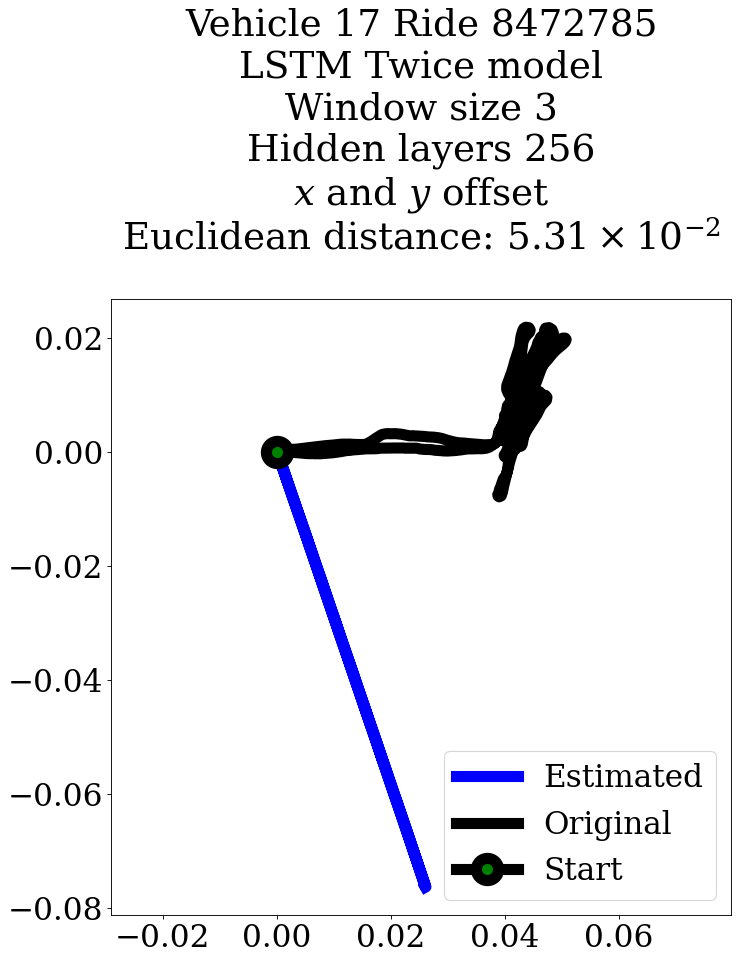 Vehicle 17 Ride 8472785
LSTM Twice model
Window size 3
Hidden layers 256
x and y offset
Euclidean distance: 5.31 × 10⁻²
0.02
0.00
−0.02
−0.04
−0.06
−0.08
Estimated
Original
Start
−0.02 0.00 0.02 0.04 0.06